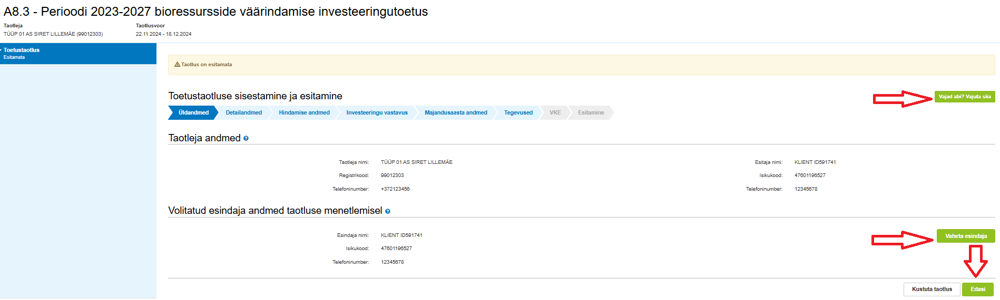 A8.3 - Perioodi 2023-2027 bioressursside väärindamise investeeringutoetus
Taotleja Taotlusvoor
TÜÜP 01 AS SIRET LILLEMÄE (99012303) 22.11.2024 - 18.12.2024
Toetustaotlus
Esitamata
Taotlus on esitamata
Toetustaotluse sisestamine ja esitamine
Vajad abi? Vajuta siia
Üldandmed Detailandmed Hindamise andmed Investeeringu vastavus Majandusaasta andmed Tegevused VKE Esitamine
Taotleja andmed ?
Taotleja nimi: TÜÜP 01 AS SIRET LILLEMÄE Esitaja nimi: KLIENT ID591741
Registrikood: 99012303 Isikukood: 47601196527
Telefoninumber: +372123456 Telefoninumber: 12345678
Volitatud esindaja andmed taotluse menetlemisel ?
Esindaja nimi: KLIENT ID591741
Vaheta esindaja
Isikukood: 47601196527
Telefoninumber: 12345678
Kustuta taotlus Edasi